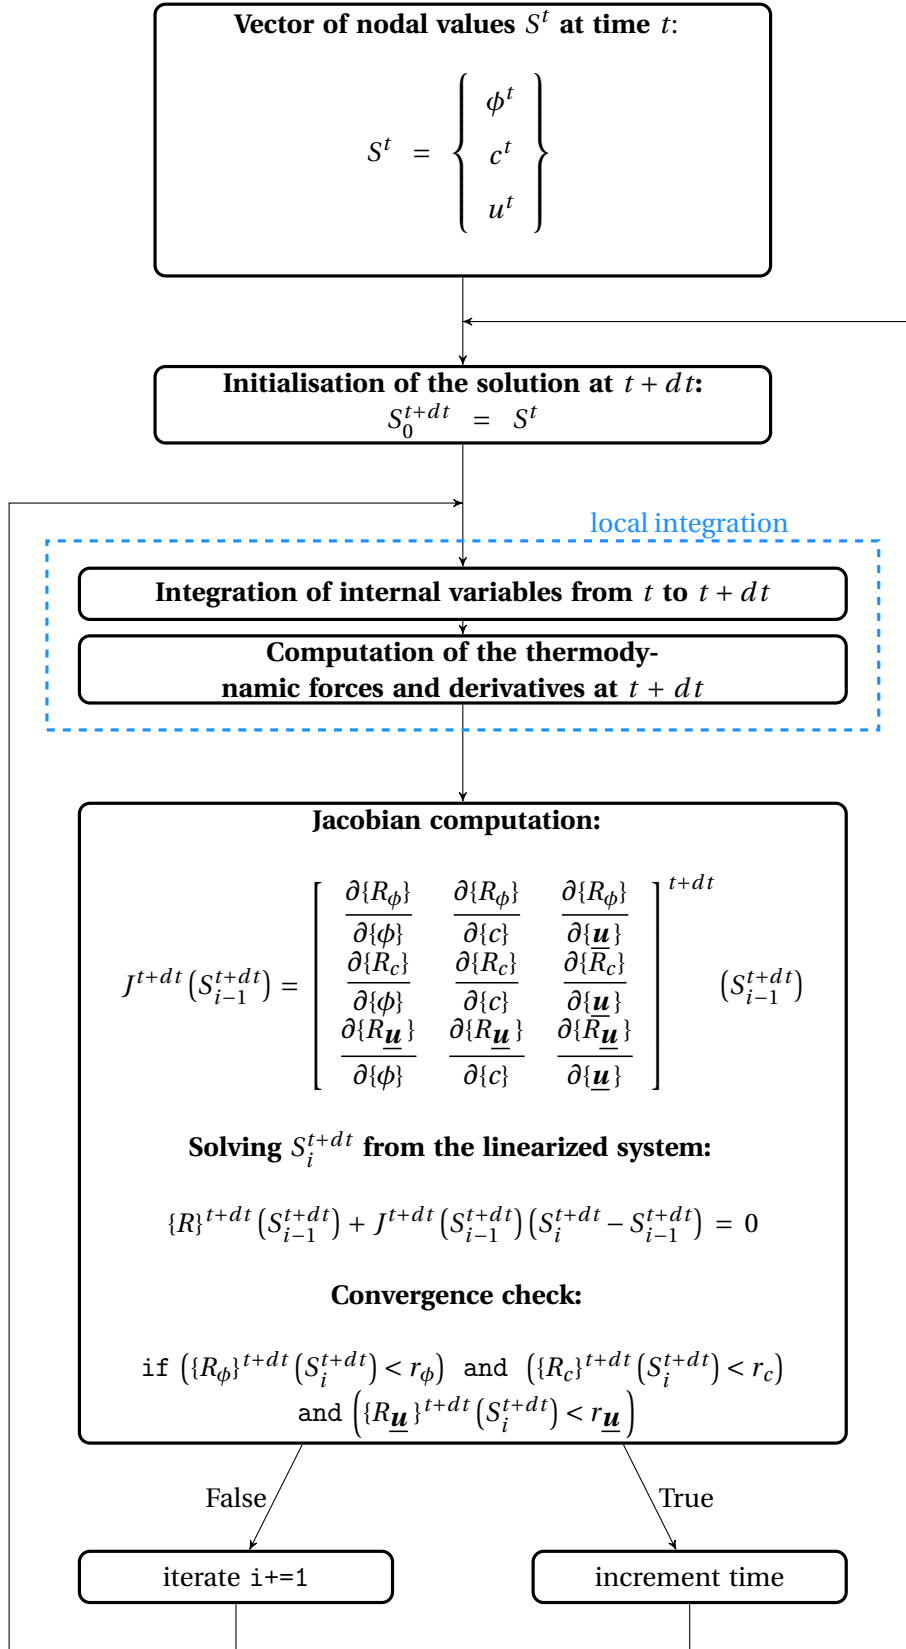 Vector of nodal values S^t at time t:
S^t = { ϕ^t
c^t
u^t }
Initialisation of the solution at t + dt:
S_0^{t+dt} = S^t
local integration
Integration of internal variables from t to t + dt
Computation of the thermody-
namic forces and derivatives at t + dt
Jacobian computation:
J^{t+dt}(S_{i−1}^{t+dt}) = [ ∂{R_ϕ}/∂{ϕ} ∂{R_ϕ}/∂{c} ∂{R_ϕ}/∂{u}
∂{R_c}/∂{ϕ} ∂{R_c}/∂{c} ∂{R_c}/∂{u}
∂{R_u}/∂{ϕ} ∂{R_u}/∂{c} ∂{R_u}/∂{u} ]^{t+dt} (S_{i−1}^{t+dt})
Solving S_i^{t+dt} from the linearized system:
{R}^{t+dt}(S_{i−1}^{t+dt}) + J^{t+dt}(S_{i−1}^{t+dt})(S_i^{t+dt} − S_{i−1}^{t+dt}) = 0
Convergence check:
if ({R_ϕ}^{t+dt}(S_i^{t+dt}) < r_ϕ) and ({R_c}^{t+dt}(S_i^{t+dt}) < r_c)
and ({R_u}^{t+dt}(S_i^{t+dt}) < r_u)
False
True
iterate i+=1
increment time